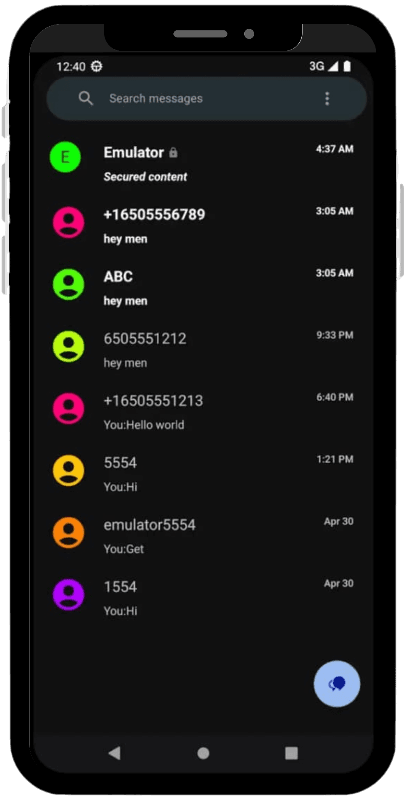 12:40 3G
Search messages
E Emulator 4:37 AM
Secured content
+16505556789 3:05 AM
hey men
ABC 3:05 AM
hey men
6505551212 9:33 PM
hey men
+16505551213 6:40 PM
You:Hello world
5554 1:21 PM
You:Hi
emulator5554 Apr 30
You:Get
1554 Apr 30
You:Hi